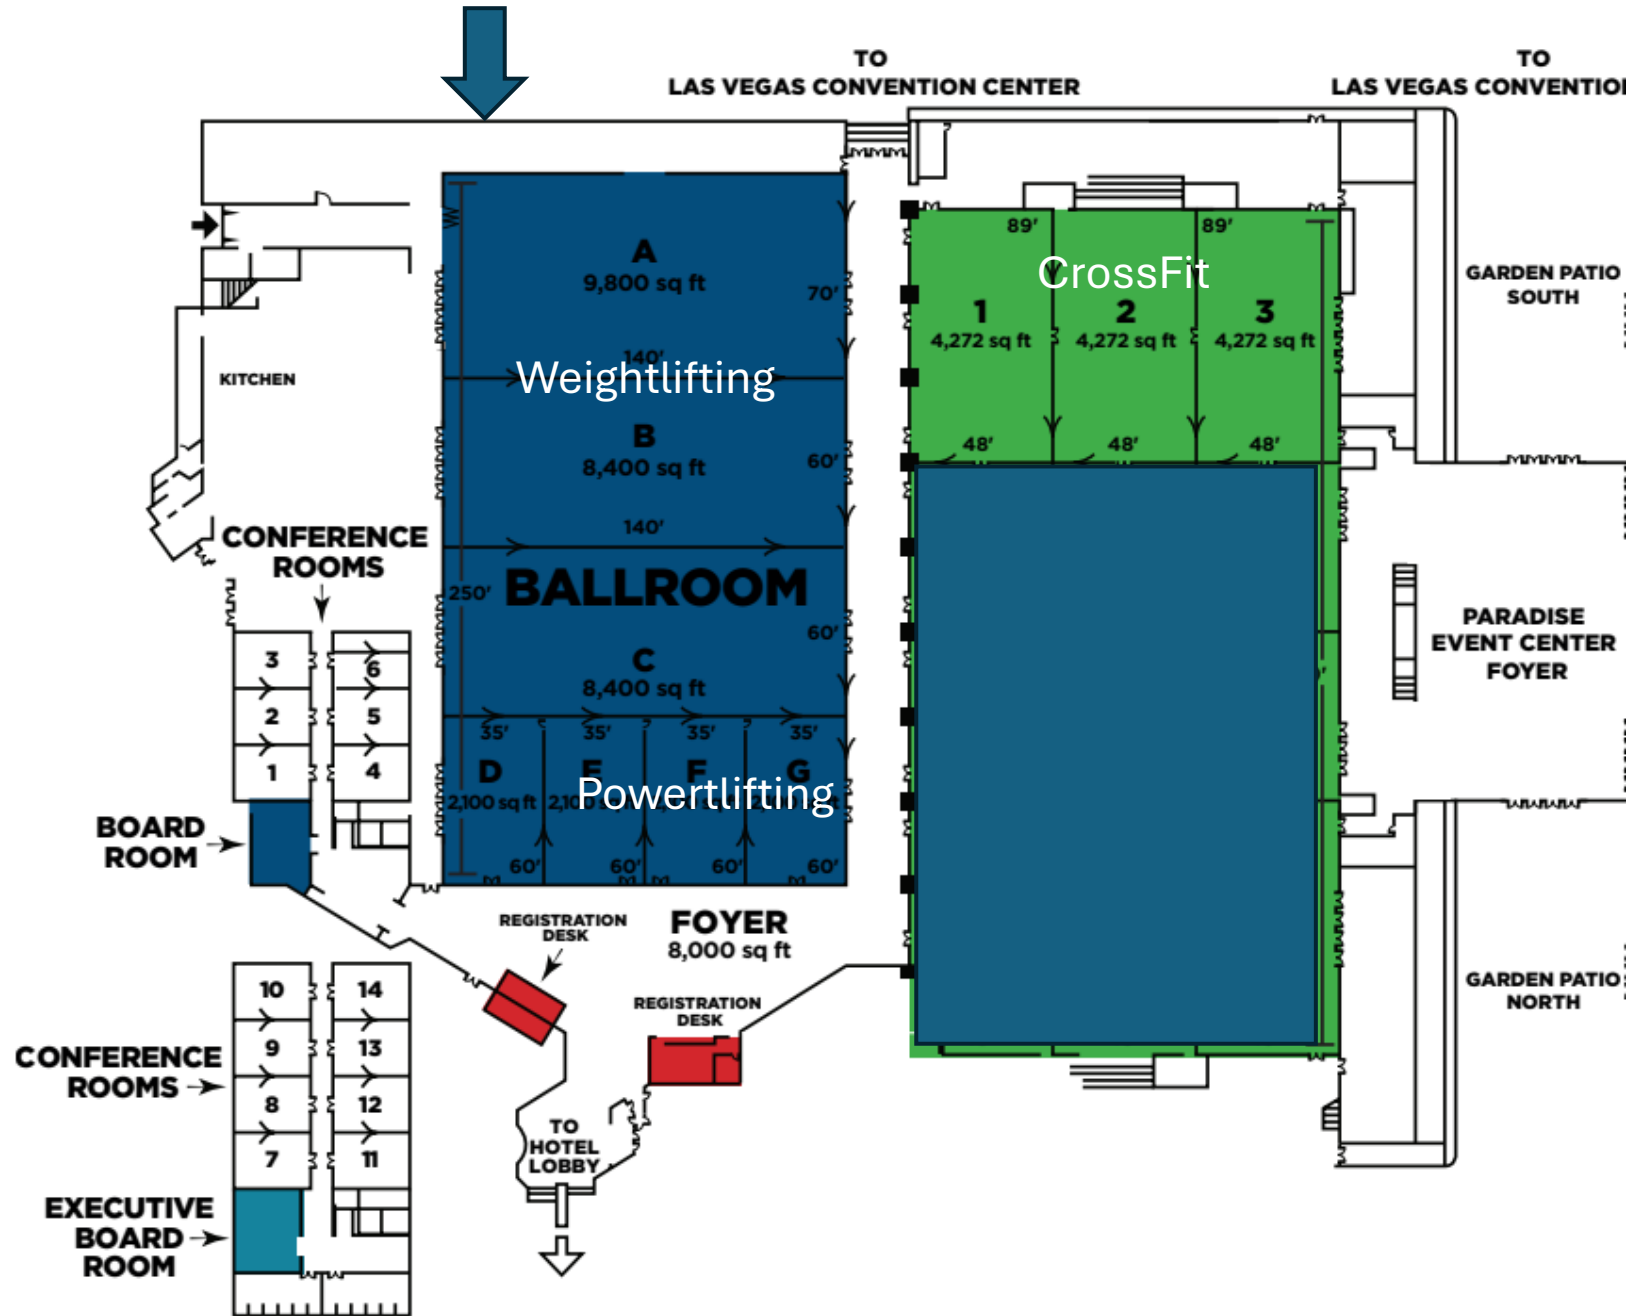 TO
LAS VEGAS CONVENTION CENTER
TO
LAS VEGAS CONVENTION
A
9,800 sq ft
70'
140'
Weightlifting
B
8,400 sq ft
60'
140'
BALLROOM
250'
60'
C
8,400 sq ft
35'
35'
35'
35'
D
E
F
G
2,100 sq ft
Powertlifting
60'
60'
60'
60'
89'
89'
CrossFit
1
2
3
4,272 sq ft
4,272 sq ft
4,272 sq ft
48'
48'
48'
GARDEN PATIO
SOUTH
PARADISE
EVENT CENTER
FOYER
GARDEN PATIO
NORTH
KITCHEN
CONFERENCE
ROOMS
3
6
2
5
1
4
BOARD
ROOM
REGISTRATION
DESK
FOYER
8,000 sq ft
REGISTRATION
DESK
10
14
9
13
8
12
7
11
CONFERENCE
ROOMS
EXECUTIVE
BOARD
ROOM
TO
HOTEL
LOBBY